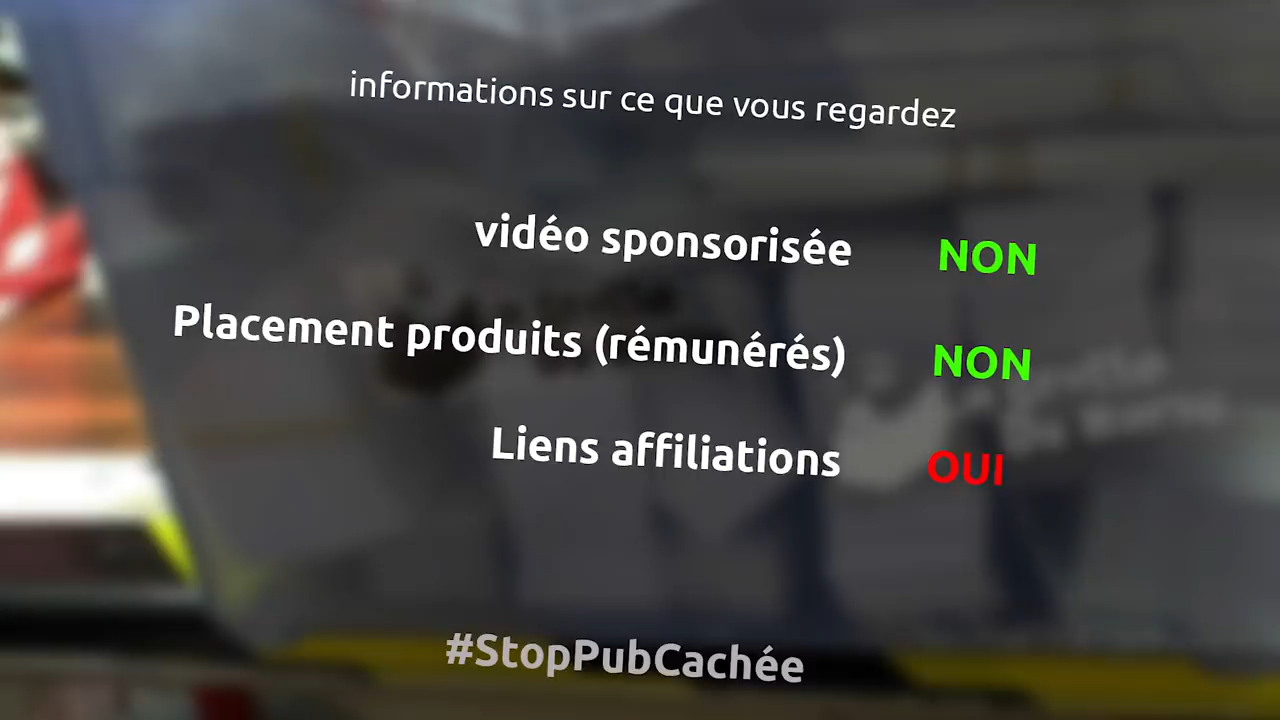 informations sur ce que vous regardez
vidéo sponsorisée NON
Placement produits (rémunérés) NON
Liens affiliations OUI
#StopPubCachée